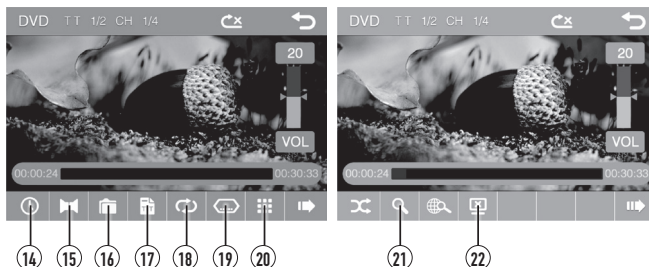 DVD TT 1/2 CH 1/4
20
VOL
00:00:24 00:30:33
14 15 16 17 18 19 20
DVD TT 1/2 CH 1/4
20
VOL
00:00:24 00:30:33
21 22